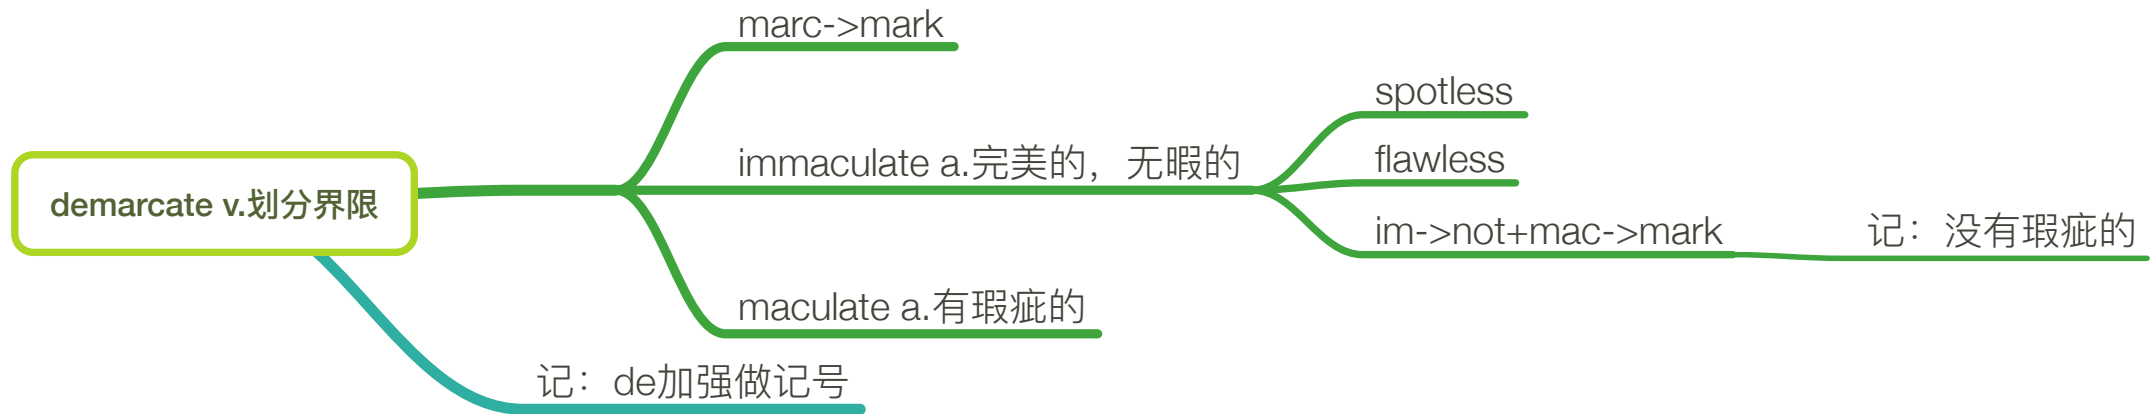 demarcate v.划分界限
marc->mark
immaculate a.完美的，无暇的
spotless
flawless
im->not+mac->mark
记：没有瑕疵的
maculate a.有瑕疵的
记：de加强做记号